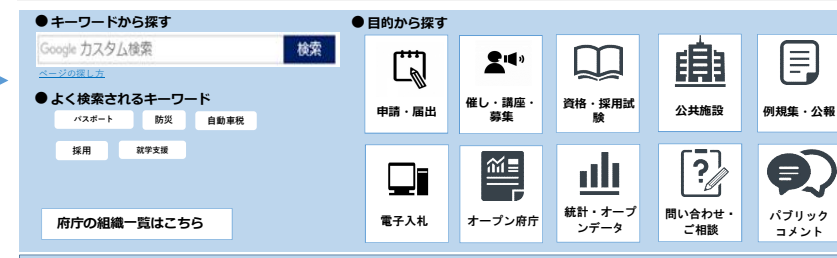 ●キーワードから探す
Google カスタム検索
検索
ページの探し方
●よく検索されるキーワード
パスポート
防災
自動車税
採用
就学支援
府庁の組織一覧はこちら
●目的から探す
申請・届出
催し・講座・
募集
資格・採用試
験
公共施設
例規集・公報
電子入札
オープン府庁
統計・オープ
ンデータ
問い合わせ・
ご相談
パブリック
コメント